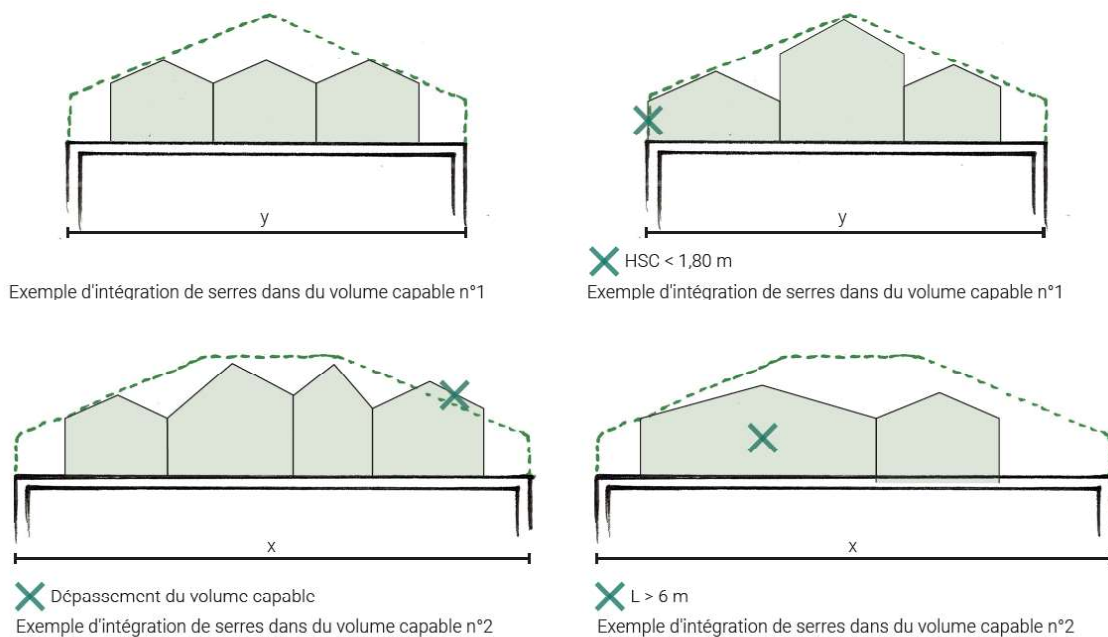 y
y
HSC < 1,80 m
Exemple d'intégration de serres dans du volume capable n°1
Exemple d'intégration de serres dans du volume capable n°1
x
x
Dépassement du volume capable
L > 6 m
Exemple d'intégration de serres dans du volume capable n°2
Exemple d'intégration de serres dans du volume capable n°2